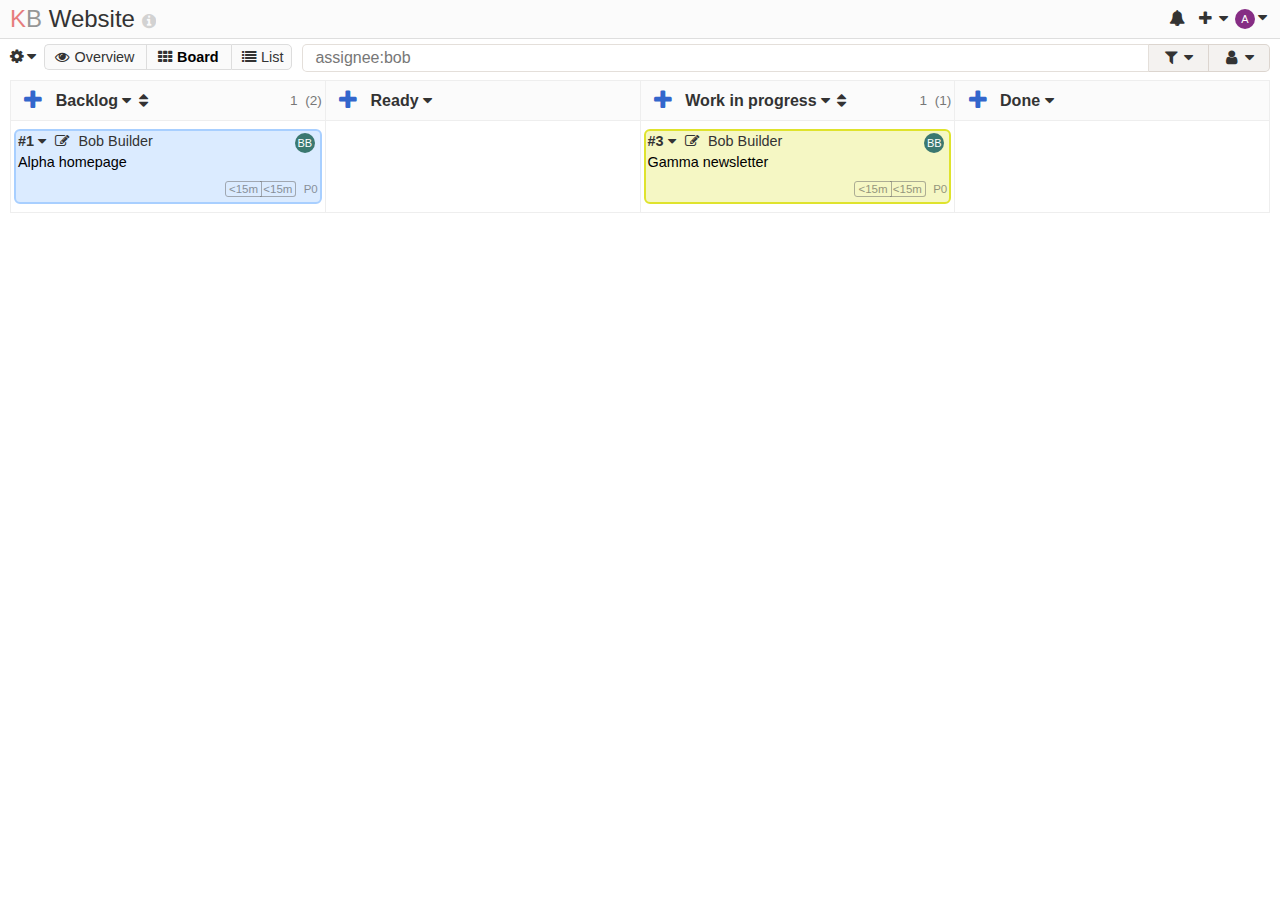 KB Website
A
Overview Board List assignee:bob
Backlog 1 (2) Ready Work in progress 1 (1) Done
#1 Bob Builder BB
Alpha homepage
<15m <15m P0
#3 Bob Builder BB
Gamma newsletter
<15m <15m P0